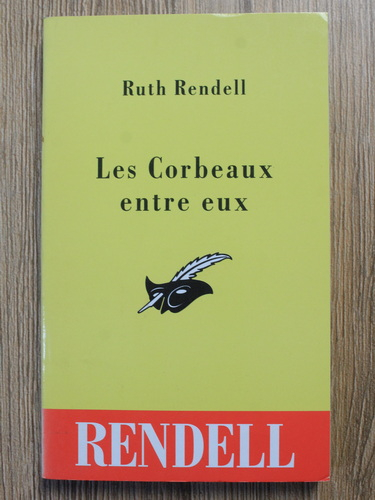 Ruth Rendell
Les Corbeaux
entre eux
RENDELL